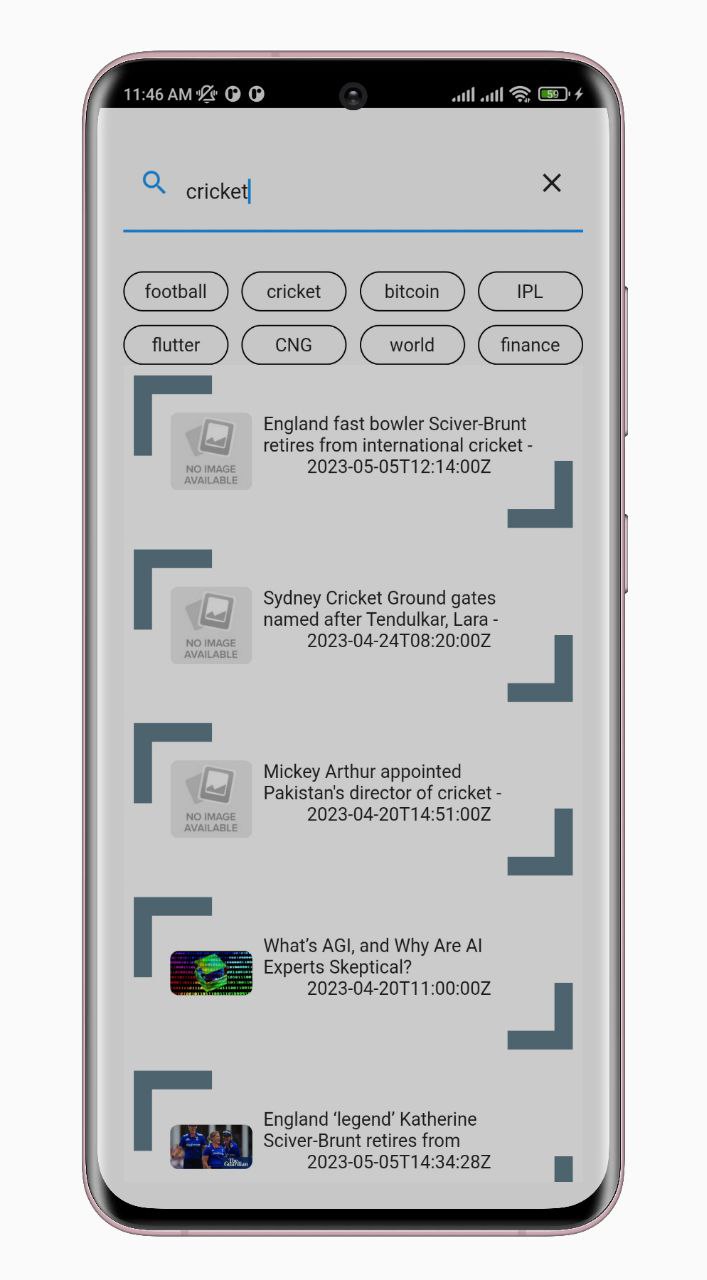 11:46 AM
59
cricket
football
cricket
bitcoin
IPL
flutter
CNG
world
finance
England fast bowler Sciver-Brunt
retires from international cricket -
2023-05-05T12:14:00Z
NO IMAGE
AVAILABLE
Sydney Cricket Ground gates
named after Tendulkar, Lara -
2023-04-24T08:20:00Z
NO IMAGE
AVAILABLE
Mickey Arthur appointed
Pakistan's director of cricket -
2023-04-20T14:51:00Z
NO IMAGE
AVAILABLE
What’s AGI, and Why Are AI
Experts Skeptical?
2023-04-20T11:00:00Z
England ‘legend’ Katherine
Sciver-Brunt retires from
2023-05-05T14:34:28Z
The
Guardian